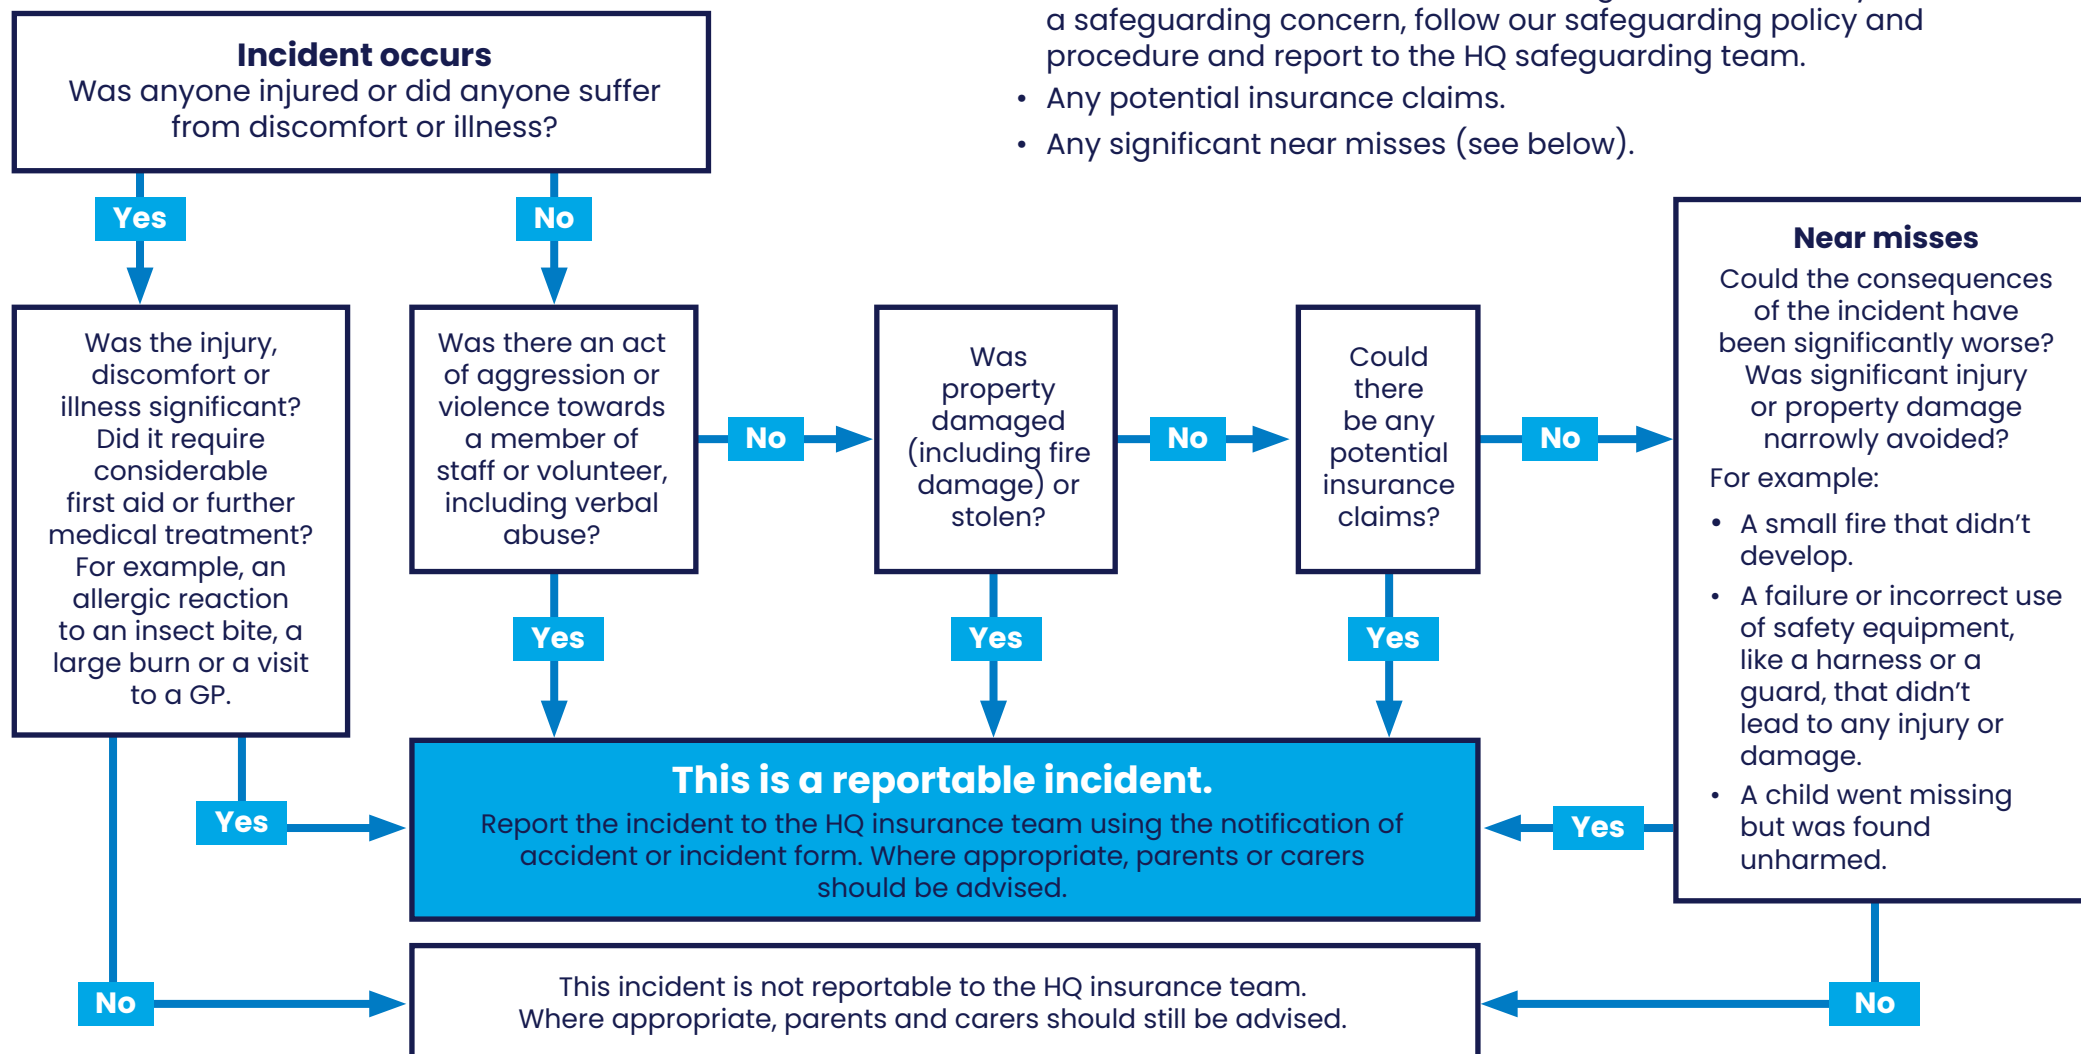 a safeguarding concern, follow our safeguarding policy and
procedure and report to the HQ safeguarding team.
• Any potential insurance claims.
• Any significant near misses (see below).
Incident occurs
Was anyone injured or did anyone suffer
from discomfort or illness?
Yes
No
Was the injury,
discomfort or
illness significant?
Did it require
considerable
first aid or further
medical treatment?
For example, an
allergic reaction
to an insect bite, a
large burn or a visit
to a GP.
Was there an act
of aggression or
violence towards
a member of
staff or volunteer,
including verbal
abuse?
No
Was
property
damaged
(including fire
damage) or
stolen?
No
Could
there
be any
potential
insurance
claims?
No
Near misses
Could the consequences
of the incident have
been significantly worse?
Was significant injury
or property damage
narrowly avoided?
For example:
• A small fire that didn't
develop.
• A failure or incorrect use
of safety equipment,
like a harness or a
guard, that didn't
lead to any injury or
damage.
• A child went missing
but was found
unharmed.
Yes
Yes
Yes
Yes
Yes
This is a reportable incident.
Report the incident to the HQ insurance team using the notification of
accident or incident form. Where appropriate, parents or carers
should be advised.
No
No
This incident is not reportable to the HQ insurance team.
Where appropriate, parents and carers should still be advised.